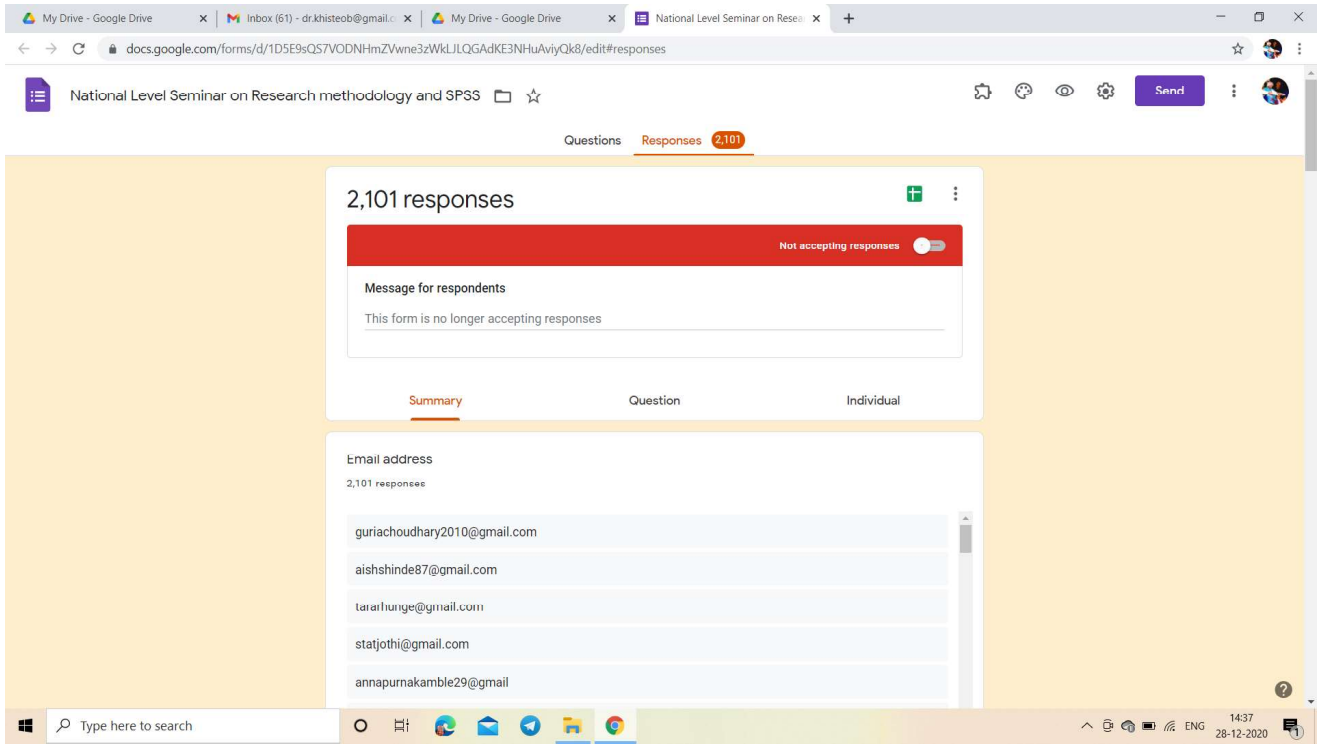 My Drive - Google Drive
Inbox (61) - dr.khisteob@gmail.c
My Drive - Google Drive
National Level Seminar on Resea
docs.google.com/forms/d/1D5E9sQS7VODNHmZVwne3zWkLJLQGAdKE3NHuAviyQk8/edit#responses
National Level Seminar on Research methodology and SPSS
Send
Questions Responses 2,101
2,101 responses
Not accepting responses
Message for respondents
This form is no longer accepting responses
Summary Question Individual
Email address
2,101 responses
guriachoudhary2010@gmail.com
aishshinde87@gmail.com
statjothi@gmail.com
annapurnakamble29@gmail
Type here to search
ENG
14:37
28-12-2020
1